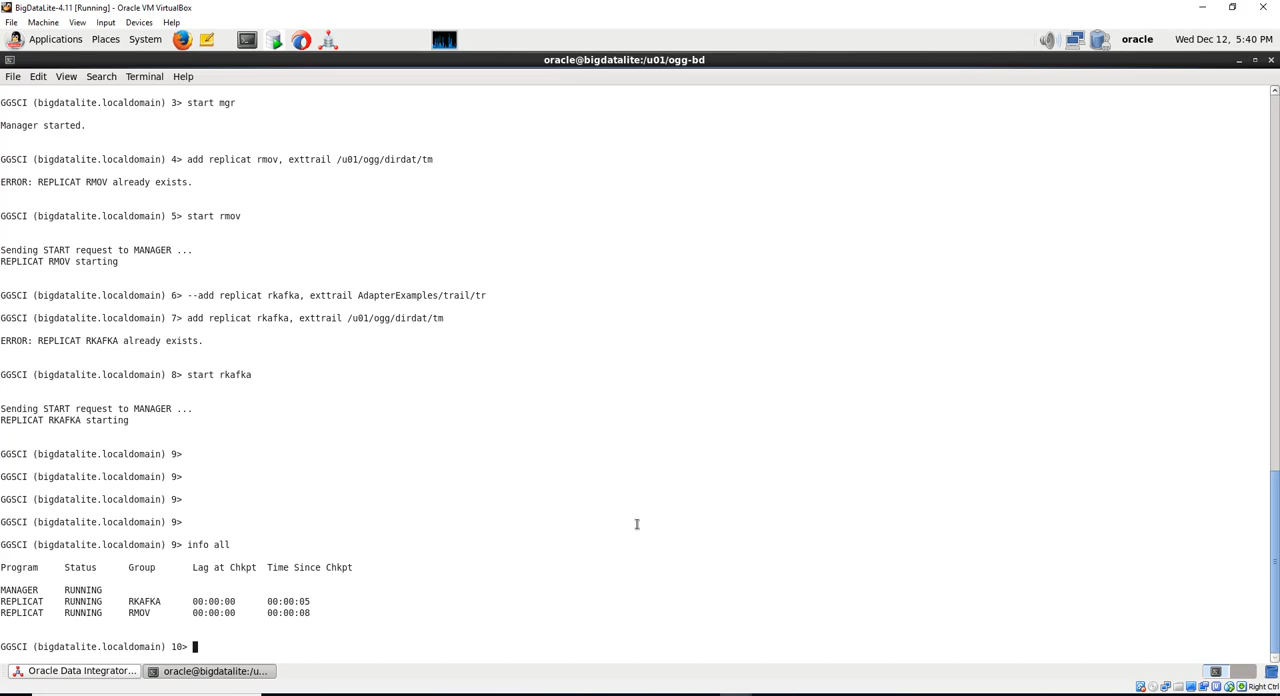 BigDataLite-4.11 [Running] - Oracle VM VirtualBox
File Machine View Input Devices Help
Applications Places System oracle Wed Dec 12, 5:40 PM
oracle@bigdatalite:/u01/ogg-bd
File Edit View Search Terminal Help
GGSCI (bigdatalite.localdomain) 3> start mgr
Manager started.
GGSCI (bigdatalite.localdomain) 4> add replicat rmov, exttrail /u01/ogg/dirdat/tm
ERROR: REPLICAT RMOV already exists.
GGSCI (bigdatalite.localdomain) 5> start rmov
Sending START request to MANAGER ...
REPLICAT RMOV starting
GGSCI (bigdatalite.localdomain) 6> --add replicat rkafka, exttrail AdapterExamples/trail/tr
GGSCI (bigdatalite.localdomain) 7> add replicat rkafka, exttrail /u01/ogg/dirdat/tm
ERROR: REPLICAT RKAFKA already exists.
GGSCI (bigdatalite.localdomain) 8> start rkafka
Sending START request to MANAGER ...
REPLICAT RKAFKA starting
GGSCI (bigdatalite.localdomain) 9>
GGSCI (bigdatalite.localdomain) 9>
GGSCI (bigdatalite.localdomain) 9>
GGSCI (bigdatalite.localdomain) 9>
GGSCI (bigdatalite.localdomain) 9> info all
Program Status Group Lag at Chkpt Time Since Chkpt
MANAGER RUNNING
REPLICAT RUNNING RKAFKA 00:00:00 00:00:05
REPLICAT RUNNING RMOV 00:00:00 00:00:08
GGSCI (bigdatalite.localdomain) 10>
Oracle Data Integrator... oracle@bigdatalite:/u...
Right Ctrl